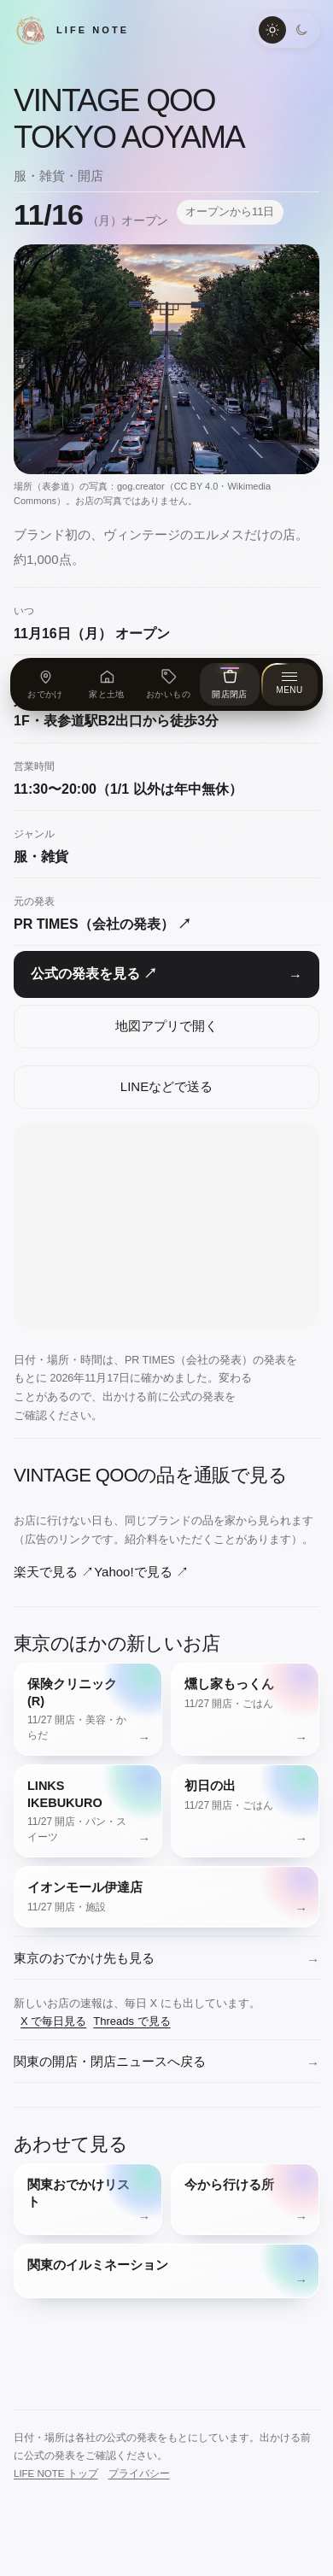 LIFE NOTE
VINTAGE QOO
TOKYO AOYAMA
服・雑貨・開店
11/16 （月）オープン オープンから11日
場所（表参道）の写真：gog.creator（CC BY 4.0・Wikimedia
Commons）。お店の写真ではありません。
ブランド初の、ヴィンテージのエルメスだけの店。
約1,000点。
いつ
11月16日（月） オープン
おでかけ 家と土地 おかいもの 開店閉店 MENU
1F・表参道駅B2出口から徒歩3分
営業時間
11:30〜20:00（1/1 以外は年中無休）
ジャンル
服・雑貨
元の発表
PR TIMES（会社の発表） ↗
公式の発表を見る ↗ →
地図アプリで開く
LINEなどで送る
日付・場所・時間は、PR TIMES（会社の発表）の発表を
もとに 2026年11月17日に確かめました。変わる
ことがあるので、出かける前に公式の発表を
ご確認ください。
VINTAGE QOOの品を通販で見る
お店に行けない日も、同じブランドの品を家から見られます
（広告のリンクです。紹介料をいただくことがあります）。
楽天で見る ↗Yahoo!で見る ↗
東京のほかの新しいお店
保険クリニック
(R)
11/27 開店・美容・か
らだ →
燻し家もっくん
11/27 開店・ごはん
→
LINKS
IKEBUKURO
11/27 開店・パン・ス
イーツ →
初日の出
11/27 開店・ごはん
→
イオンモール伊達店
11/27 開店・施設 →
東京のおでかけ先も見る →
新しいお店の速報は、毎日 X にも出しています。
X で毎日見る Threads で見る
関東の開店・閉店ニュースへ戻る →
あわせて見る
関東おでかけリス
ト
→
今から行ける所
→
関東のイルミネーション
→
日付・場所は各社の公式の発表をもとにしています。出かける前
に公式の発表をご確認ください。
LIFE NOTE トップ プライバシー